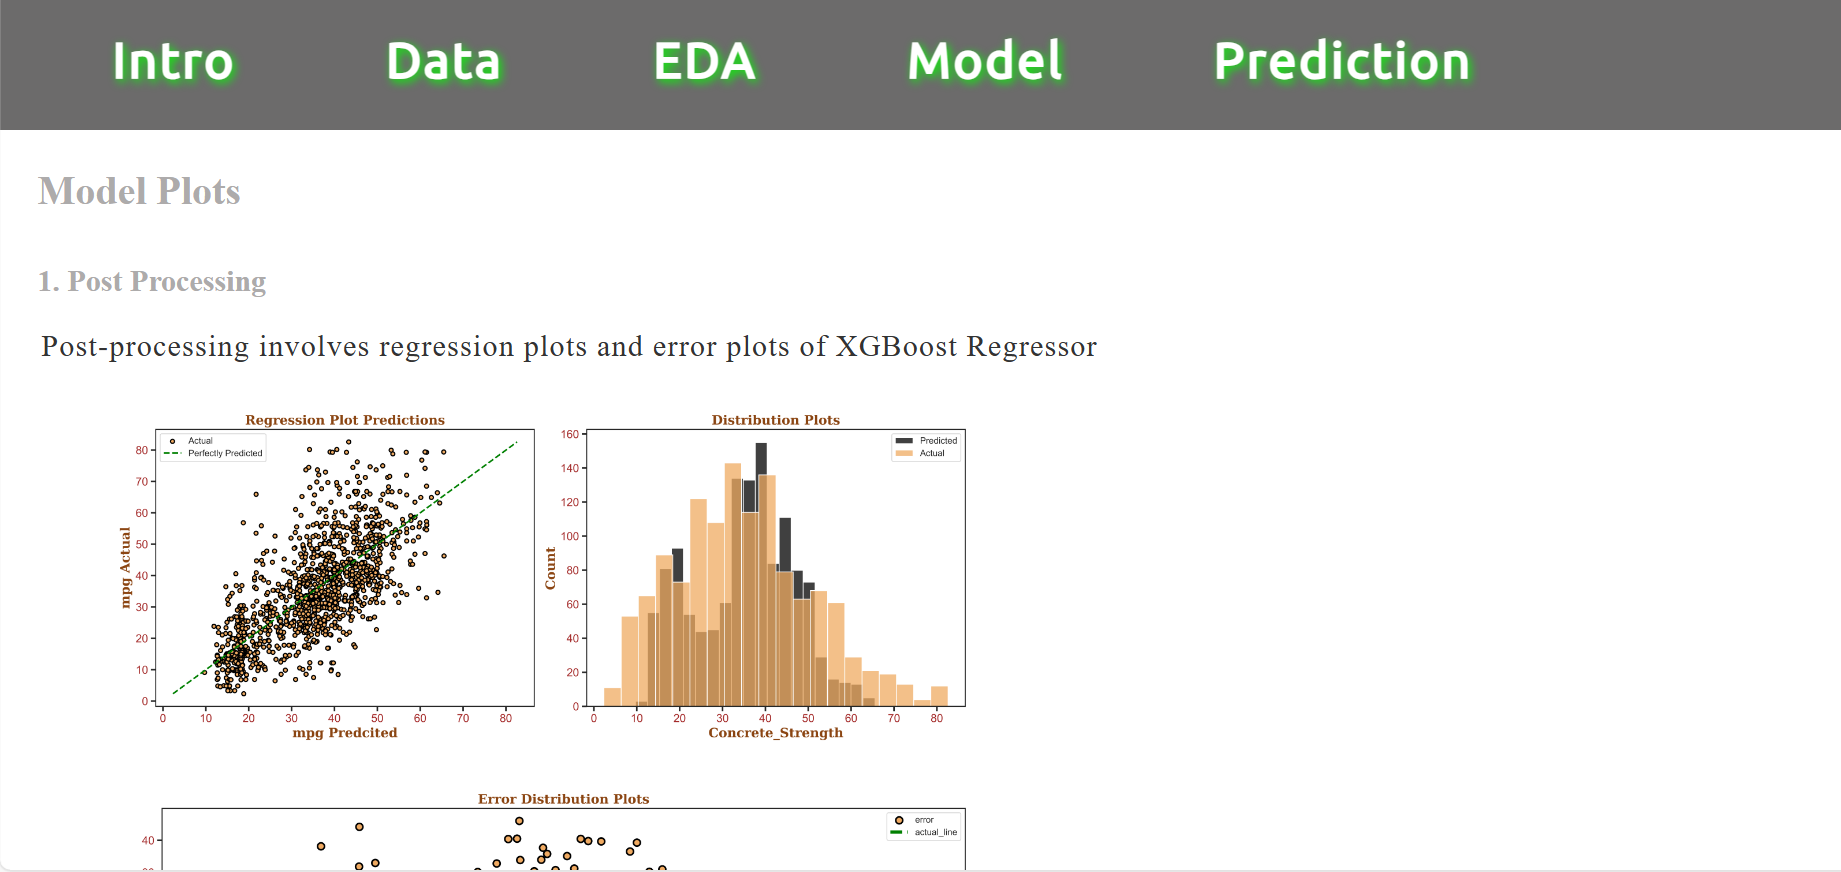 Intro Data EDA Model Prediction
Model Plots
1. Post Processing
Post-processing involves regression plots and error plots of XGBoost Regressor
Regression Plot Predictions
Actual
Perfectly Predicted
mpg Actual
80
70
60
50
40
30
20
10
0
0 10 20 30 40 50 60 70 80
mpg Predcited
Distribution Plots
Predicted
Actual
Count
160
140
120
100
80
60
40
20
0
0 10 20 30 40 50 60 70 80
Concrete_Strength
Error Distribution Plots
error
actual_line
40